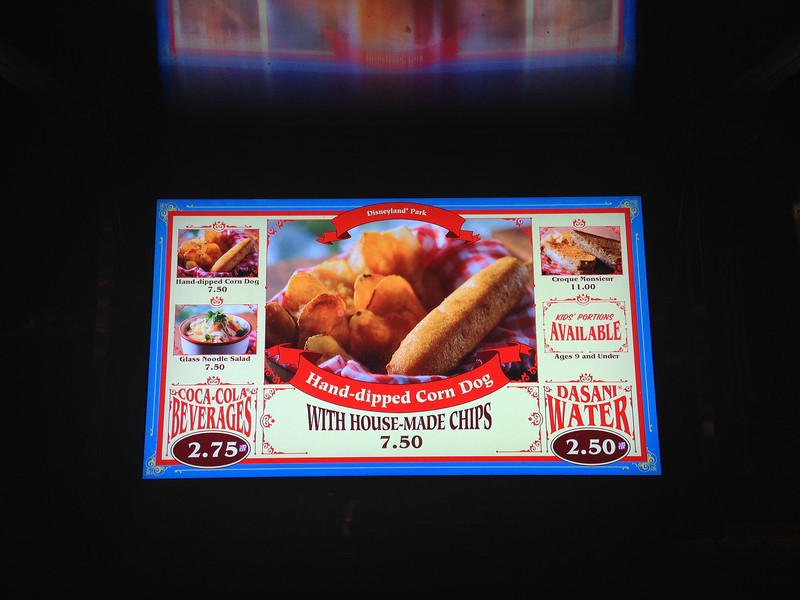 Disneyland® Park
Hand-dipped Corn Dog
7.50
Glass Noodle Salad
7.50
COCA-COLA®
BEVERAGES
2.75
Hand-dipped Corn Dog
WITH HOUSE-MADE CHIPS
7.50
Croque Monsieur
11.00
KIDS' PORTIONS
AVAILABLE
Ages 9 and Under
DASANI®
WATER
2.50